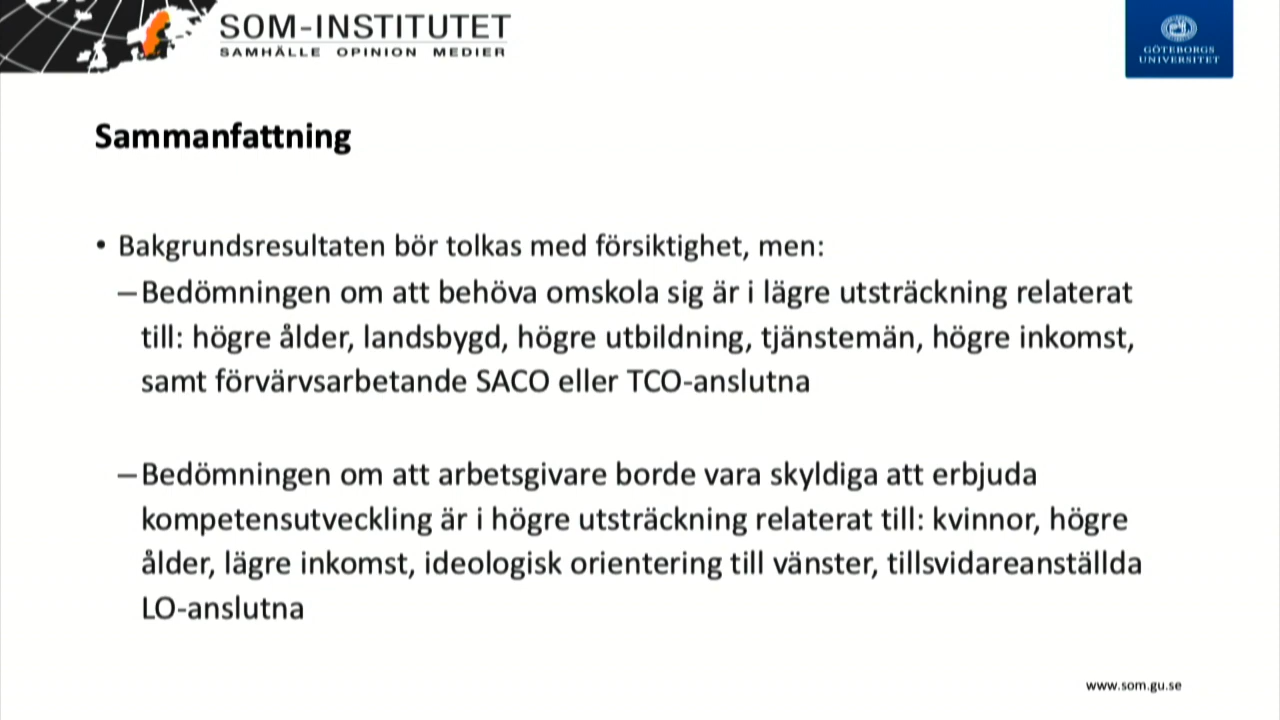 SOM-INSTITUTET
SAMHÄLLE OPINION MEDIER
GÖTEBORGS
UNIVERSITET
Sammanfattning
• Bakgrundsresultaten bör tolkas med försiktighet, men:
–Bedömningen om att behöva omskola sig är i lägre utsträckning relaterat
till: högre ålder, landsbygd, högre utbildning, tjänstemän, högre inkomst,
samt förvärvsarbetande SACO eller TCO-anslutna
–Bedömningen om att arbetsgivare borde vara skyldiga att erbjuda
kompetensutveckling är i högre utsträckning relaterat till: kvinnor, högre
ålder, lägre inkomst, ideologisk orientering till vänster, tillsvidareanställda
LO-anslutna
www.som.gu.se